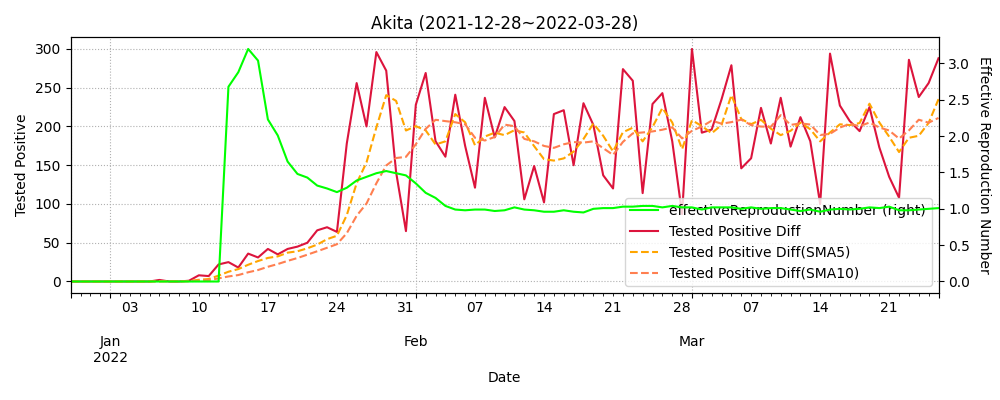 Akita (2021-12-28~2022-03-28)
300
250
200
150
100
50
0
Tested Positive
3.0
2.5
2.0
1.5
1.0
0.5
0.0
Effective Reproduction Number
effectiveReproductionNumber (right)
Tested Positive Diff
Tested Positive Diff(SMA5)
Tested Positive Diff(SMA10)
03 10 17 24 31 07 14 21 28 07 14 21
Jan Feb Mar
2022
Date